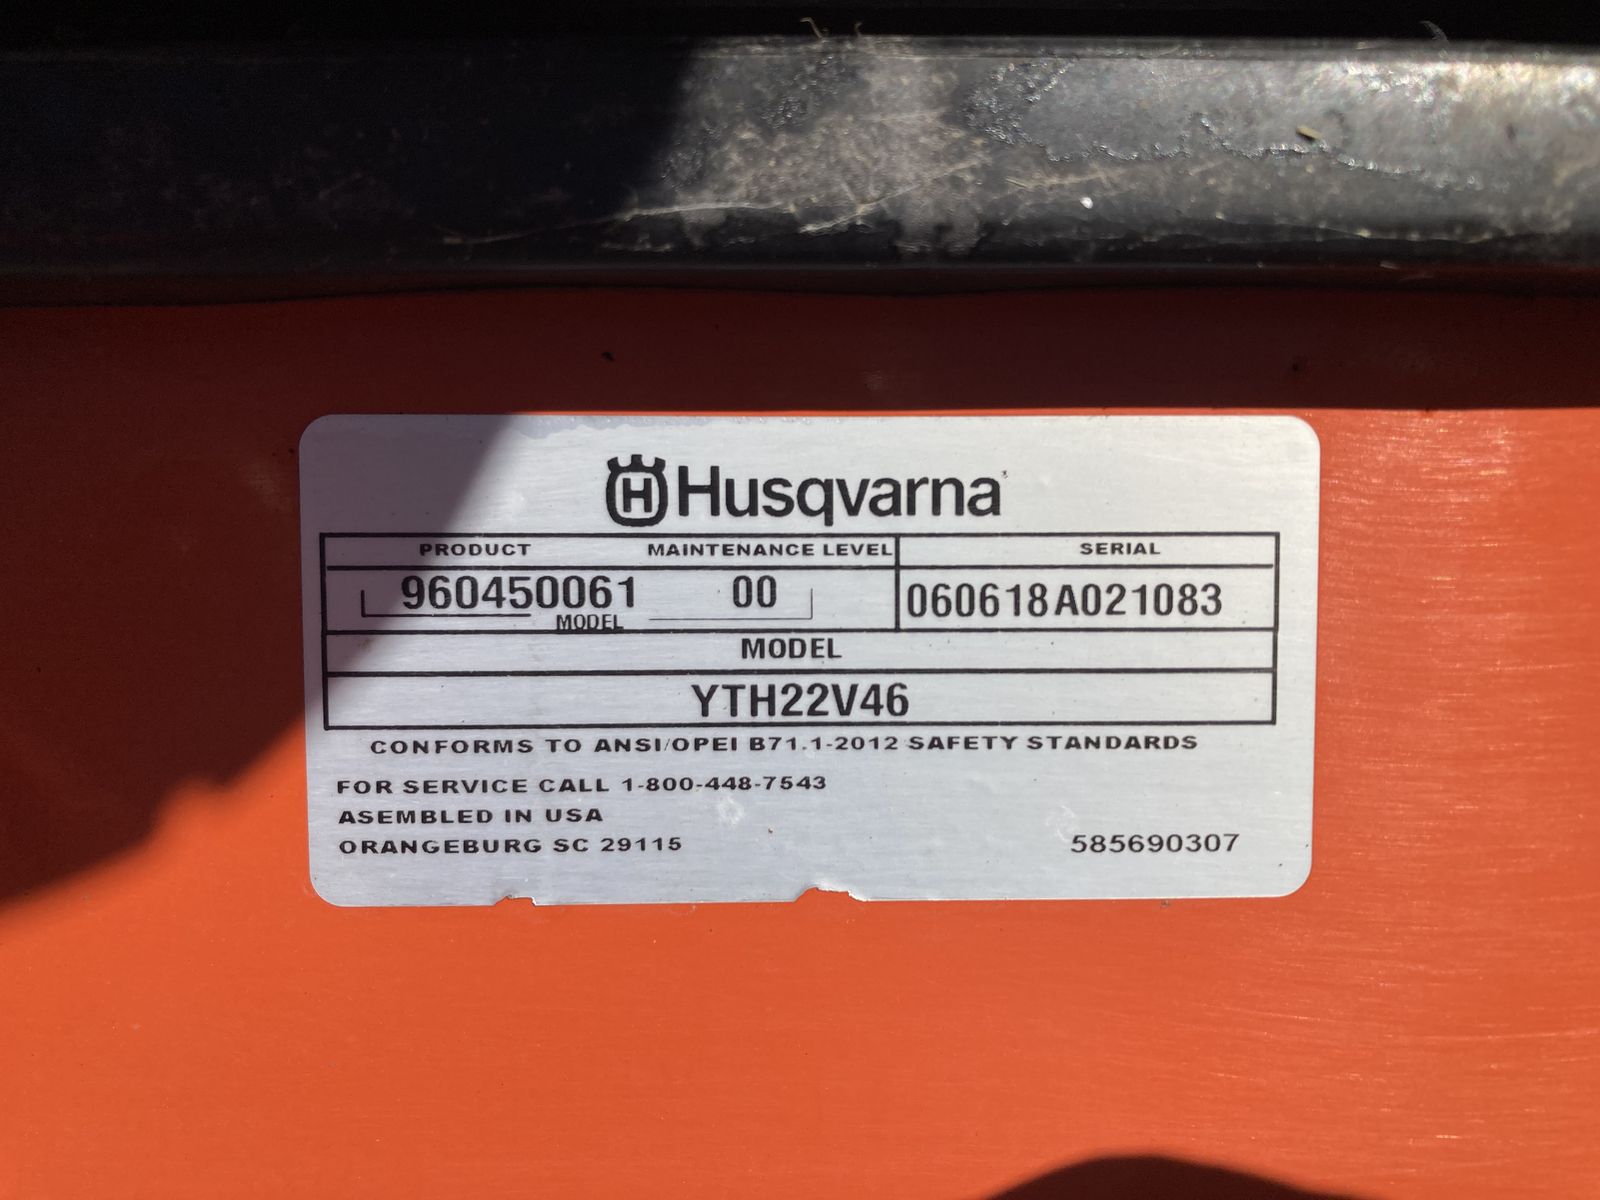 Husqvarna
PRODUCT MAINTENANCE LEVEL SERIAL
960450061 00 060618A021083
MODEL
MODEL
YTH22V46
CONFORMS TO ANSI/OPEI B71.1-2012 SAFETY STANDARDS
FOR SERVICE CALL 1-800-448-7543
ASEMBLED IN USA
ORANGEBURG SC 29115 585690307